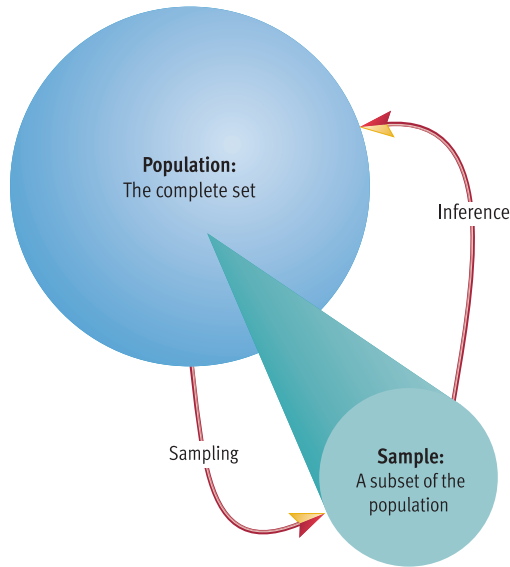 Population:
The complete set
Inference
Sampling
Sample:
A subset of the
population